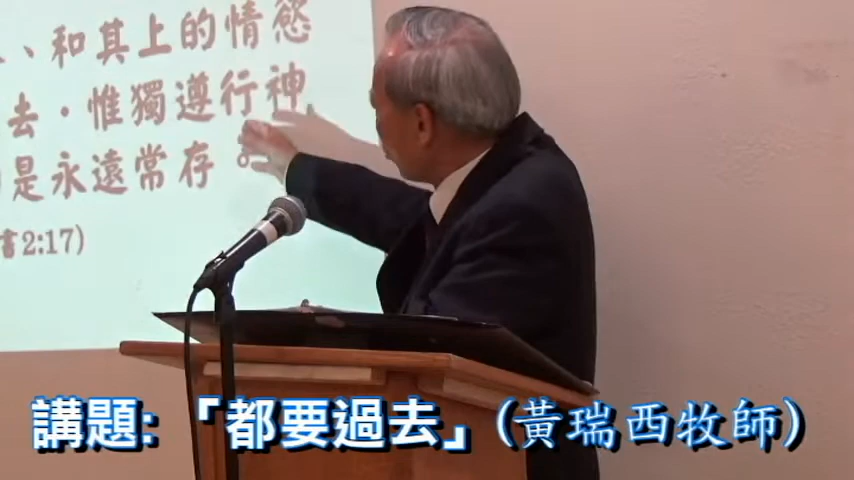 、和其上的情慾
去．惟獨遵行神
是永遠常存。
書2:17)
講題:「都要過去」(黃瑞西牧師)